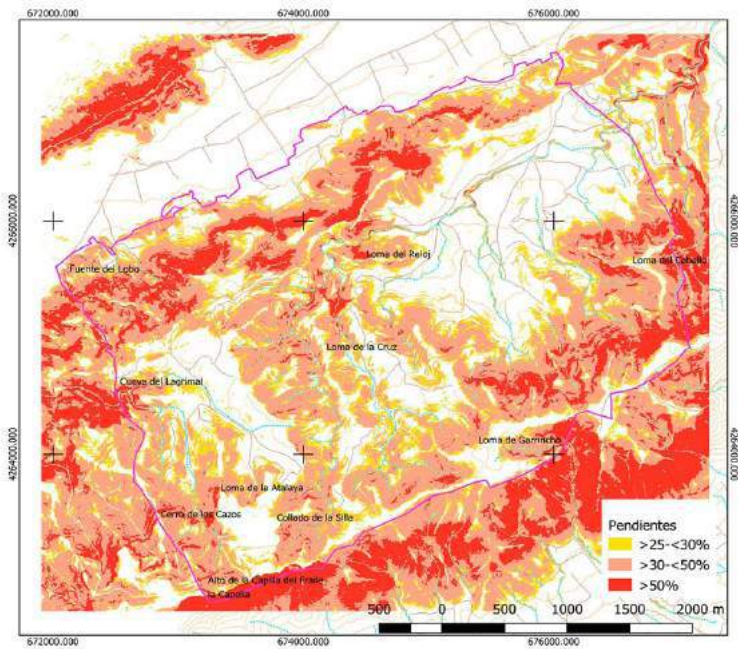 672000.000 674000.000 676000.000
4266000.000 4266000.000
Fuente del Lobo
Loma del Reloj
Loma del Caballo
Loma de la Cruz
Cueva del Lagrimal
Loma de Garrincho
4264000.000 4264000.000
Loma de la Atalaya
Cerro de los Cazos
Collado de la Silla
Alto de la Capilla del Fraile
la Capella
Pendientes
>25-<30%
>30-<50%
>50%
500 0 500 1000 1500 2000 m
672000.000 674000.000 676000.000